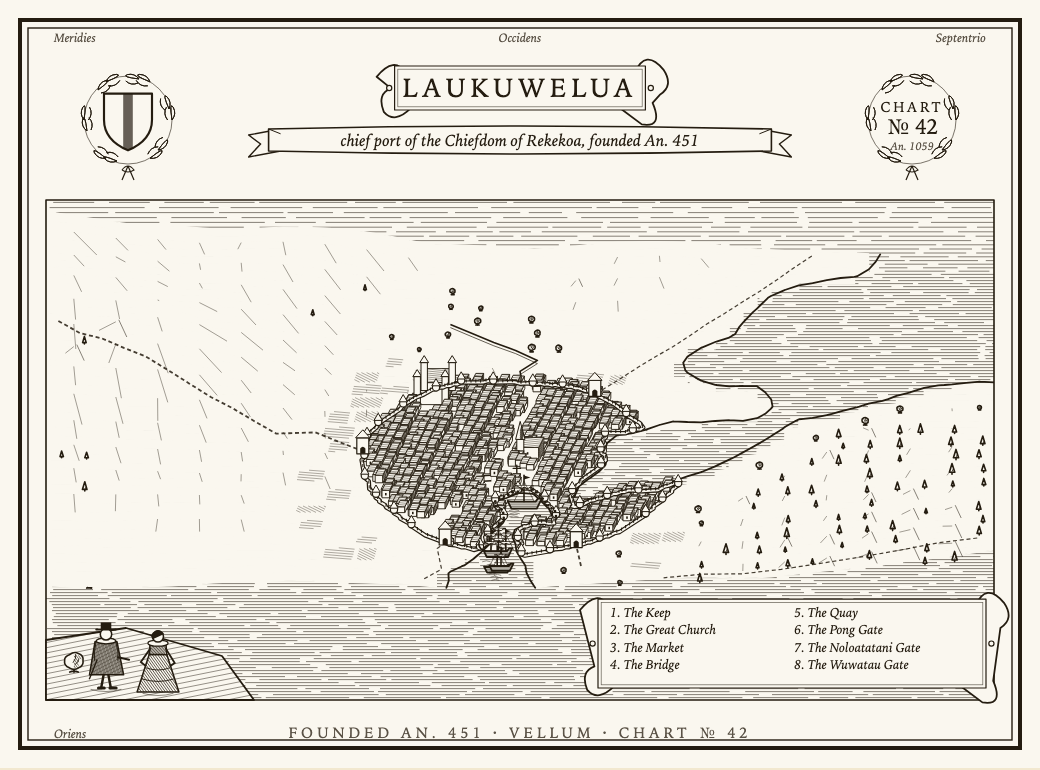 Meridies
Occidens
Septentrio
LAUKUWELUA
chief port of the Chiefdom of Rekekoa, founded An. 451
CHART
№ 42
An. 1059
1. The Keep
2. The Great Church
3. The Market
4. The Bridge
5. The Quay
6. The Pong Gate
7. The Noloatatani Gate
8. The Wuwatau Gate
Oriens
FOUNDED AN. 451 · VELLUM · CHART № 42